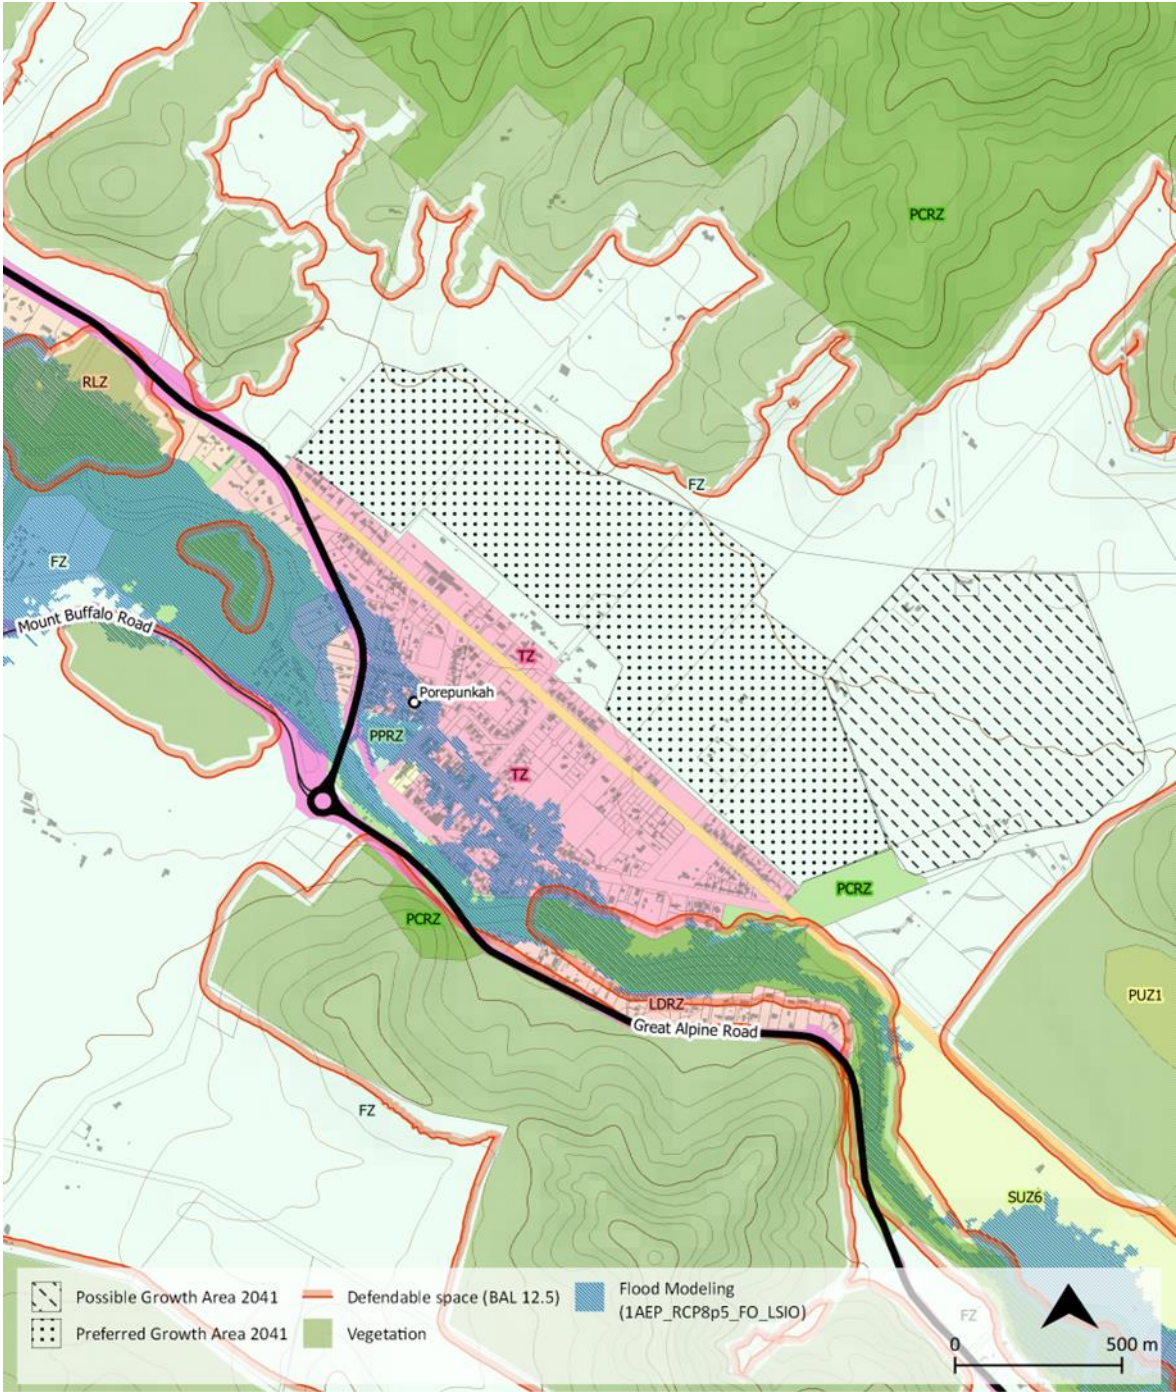 PCRZ
RLZ
FZ
FZ
Mount Buffalo Road
TZ
Porepunkah
PPRZ
TZ
PCRZ
PCRZ
PUZ1
LDRZ
Great Alpine Road
FZ
SUZ6
Possible Growth Area 2041
Defendable space (BAL 12.5)
Flood Modeling
(1AEP_RCP8p5_FO_LSIO)
Preferred Growth Area 2041
Vegetation
FZ
0
500 m